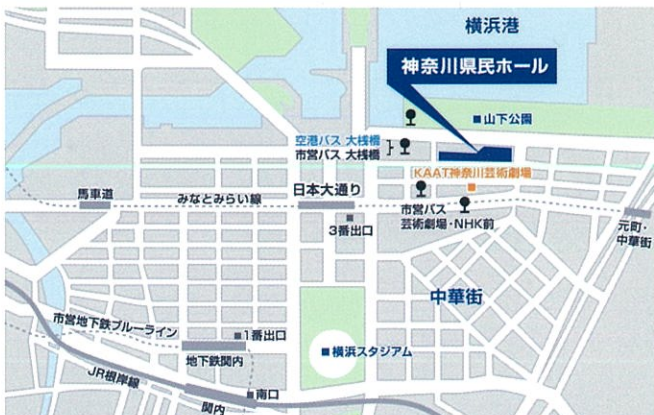 横浜港
神奈川県民ホール
山下公園
空港バス 大桟橋
市営バス 大桟橋
KAAT神奈川芸術劇場
馬車道
みなとみらい線
日本大通り
市営バス
芸術劇場・NHK前
3番出口
元町・
中華街
中華街
市営地下鉄ブルーライン
1番出口
地下鉄関内
横浜スタジアム
JR根岸線
南口
関内